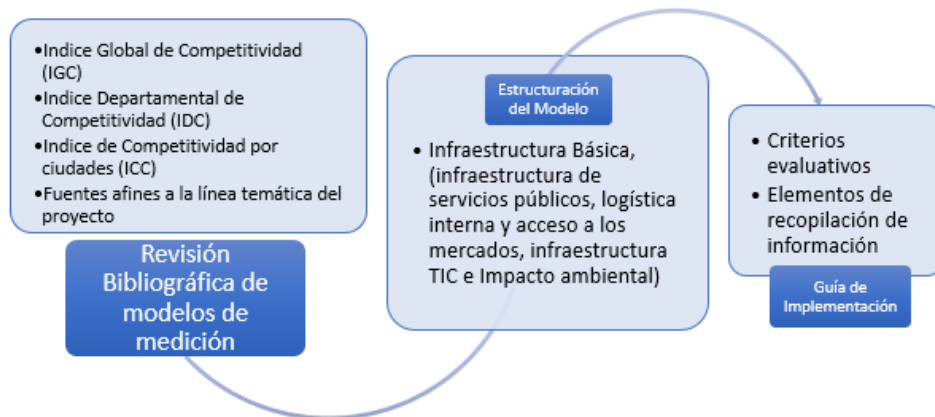 •Indice Global de Competitividad
(IGC)
•Indice Departamental de
Competitividad (IDC)
•Indice de Competitividad por
ciudades (ICC)
•Fuentes afines a la línea temática del
proyecto
Revisión
Bibliográfica de
modelos de
medición
Estructuración
del Modelo
• Infraestructura Básica,
(infraestructura de
servicios públicos, logística
interna y acceso a los
mercados, infraestructura
TIC e Impacto ambiental)
• Criterios
evaluativos
• Elementos de
recopilación de
información
Guía de
Implementación